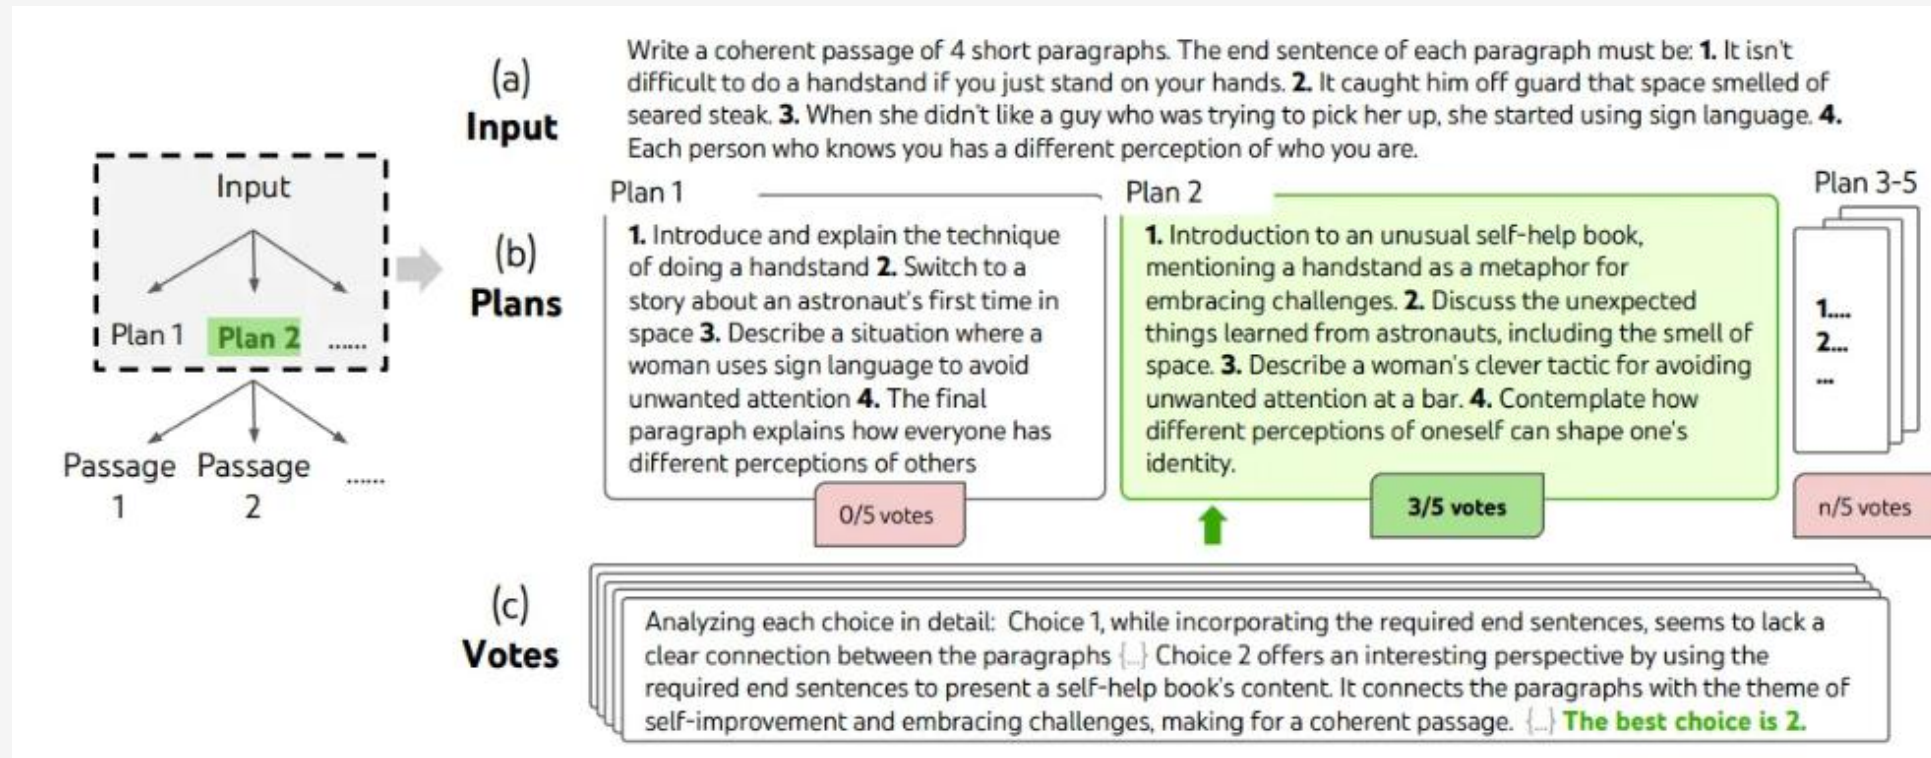 (a)
Input
Write a coherent passage of 4 short paragraphs. The end sentence of each paragraph must be: 1. It isn't
difficult to do a handstand if you just stand on your hands. 2. It caught him off guard that space smelled of
seared steak. 3. When she didn't like a guy who was trying to pick her up, she started using sign language. 4.
Each person who knows you has a different perception of who you are.
Input
Plan 1
Plan 2
......
Passage
1
Passage
2
......
(b)
Plans
Plan 1
1. Introduce and explain the technique
of doing a handstand 2. Switch to a
story about an astronaut's first time in
space 3. Describe a situation where a
woman uses sign language to avoid
unwanted attention 4. The final
paragraph explains how everyone has
different perceptions of others
0/5 votes
Plan 2
1. Introduction to an unusual self-help book,
mentioning a handstand as a metaphor for
embracing challenges. 2. Discuss the unexpected
things learned from astronauts, including the smell of
space. 3. Describe a woman's clever tactic for avoiding
unwanted attention at a bar. 4. Contemplate how
different perceptions of oneself can shape one's
identity.
3/5 votes
Plan 3-5
1....
2...
...
n/5 votes
(c)
Votes
Analyzing each choice in detail: Choice 1, while incorporating the required end sentences, seems to lack a
clear connection between the paragraphs {...} Choice 2 offers an interesting perspective by using the
required end sentences to present a self-help book's content. It connects the paragraphs with the theme of
self-improvement and embracing challenges, making for a coherent passage. {...} The best choice is 2.